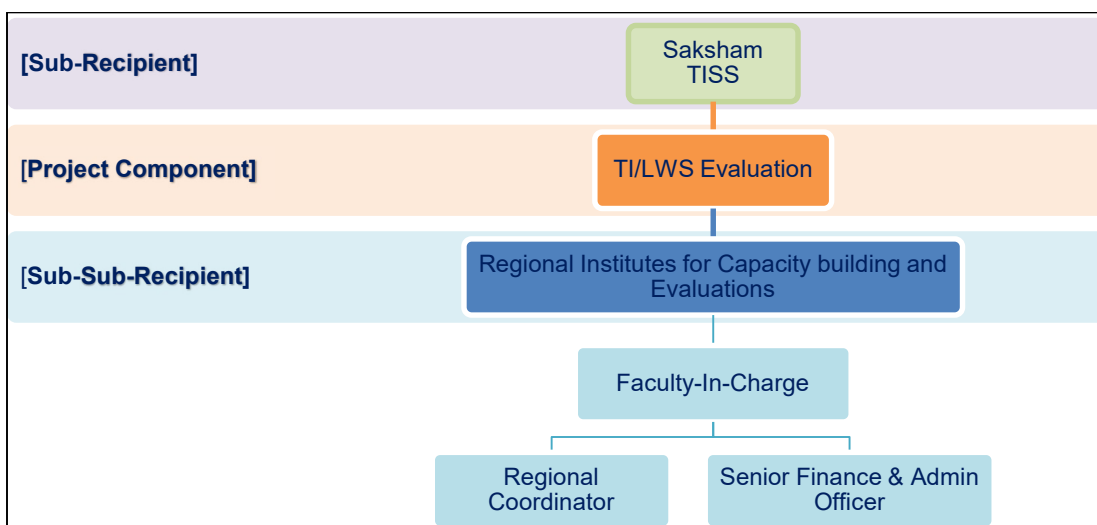 [Sub-Recipient]
Saksham
TISS
[Project Component]
TI/LWS Evaluation
[Sub-Sub-Recipient]
Regional Institutes for Capacity building and
Evaluations
Faculty-In-Charge
Regional
Coordinator
Senior Finance & Admin
Officer